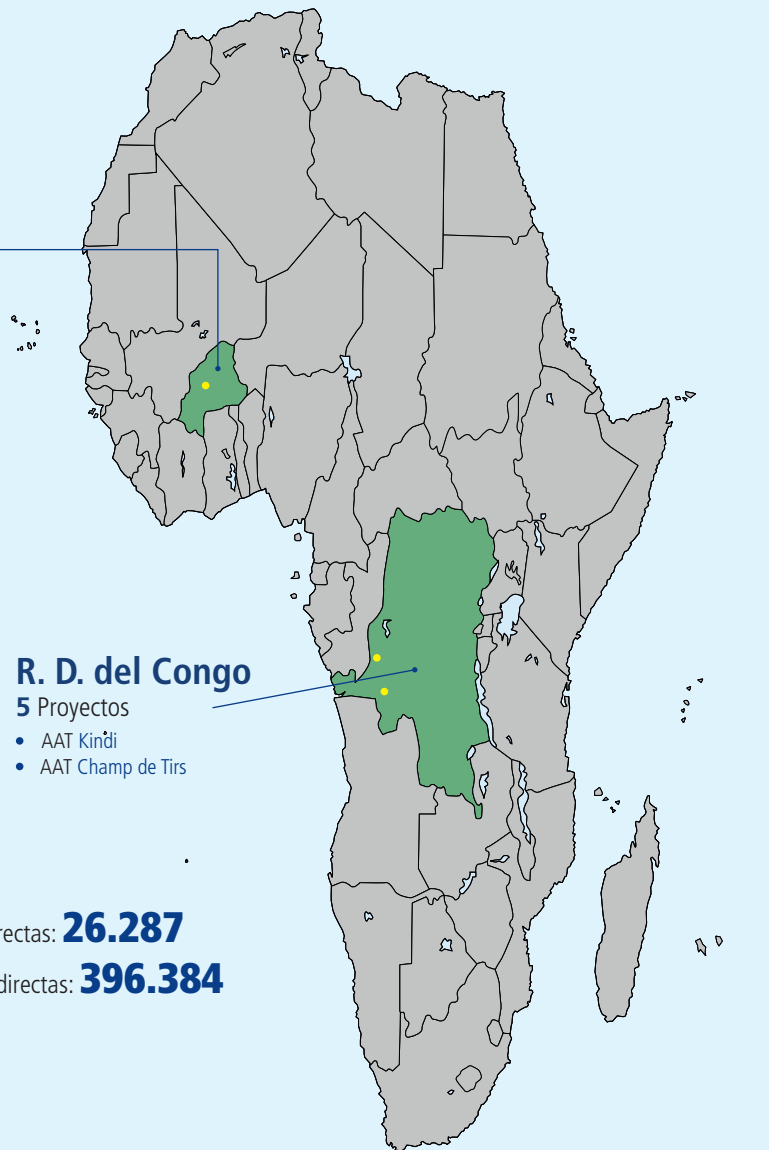 R. D. del Congo
5 Proyectos
• AAT Kindi
• AAT Champ de Tirs
rectas: 26.287
directas: 396.384